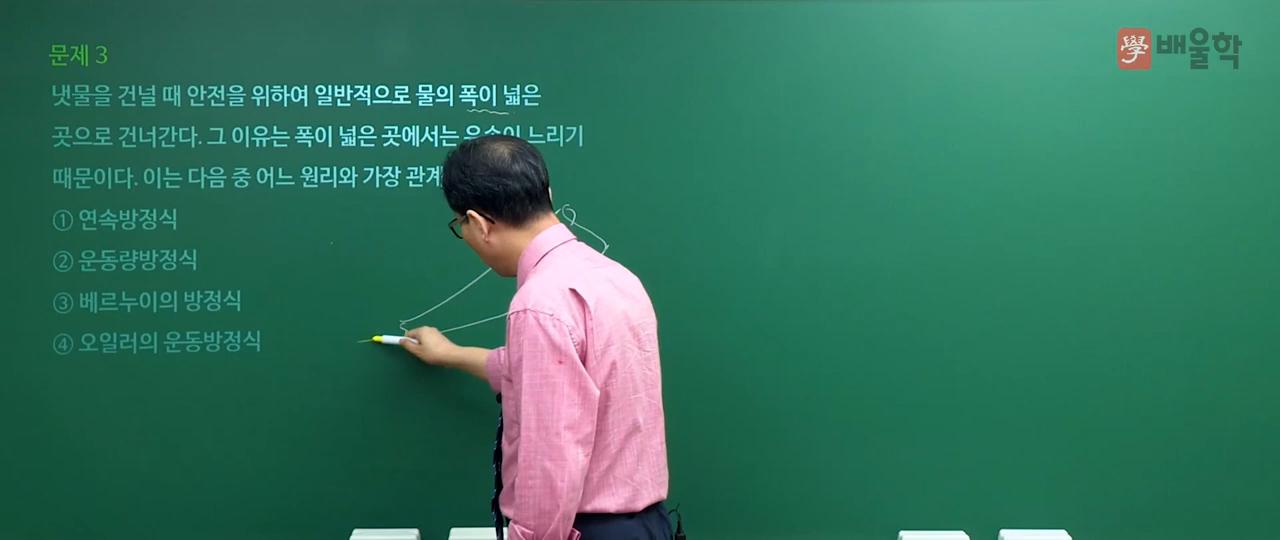 學 배울학
문제 3
냇물을 건널 때 안전을 위하여 일반적으로 물의 폭이 넓은
곳으로 건너간다. 그 이유는 폭이 넓은 곳에서는 느리기
때문이다. 이는 다음 중 어느 원리와 가장
① 연속방정식
② 운동량방정식
③ 베르누이의 방정식
④ 오일러의 운동방정식